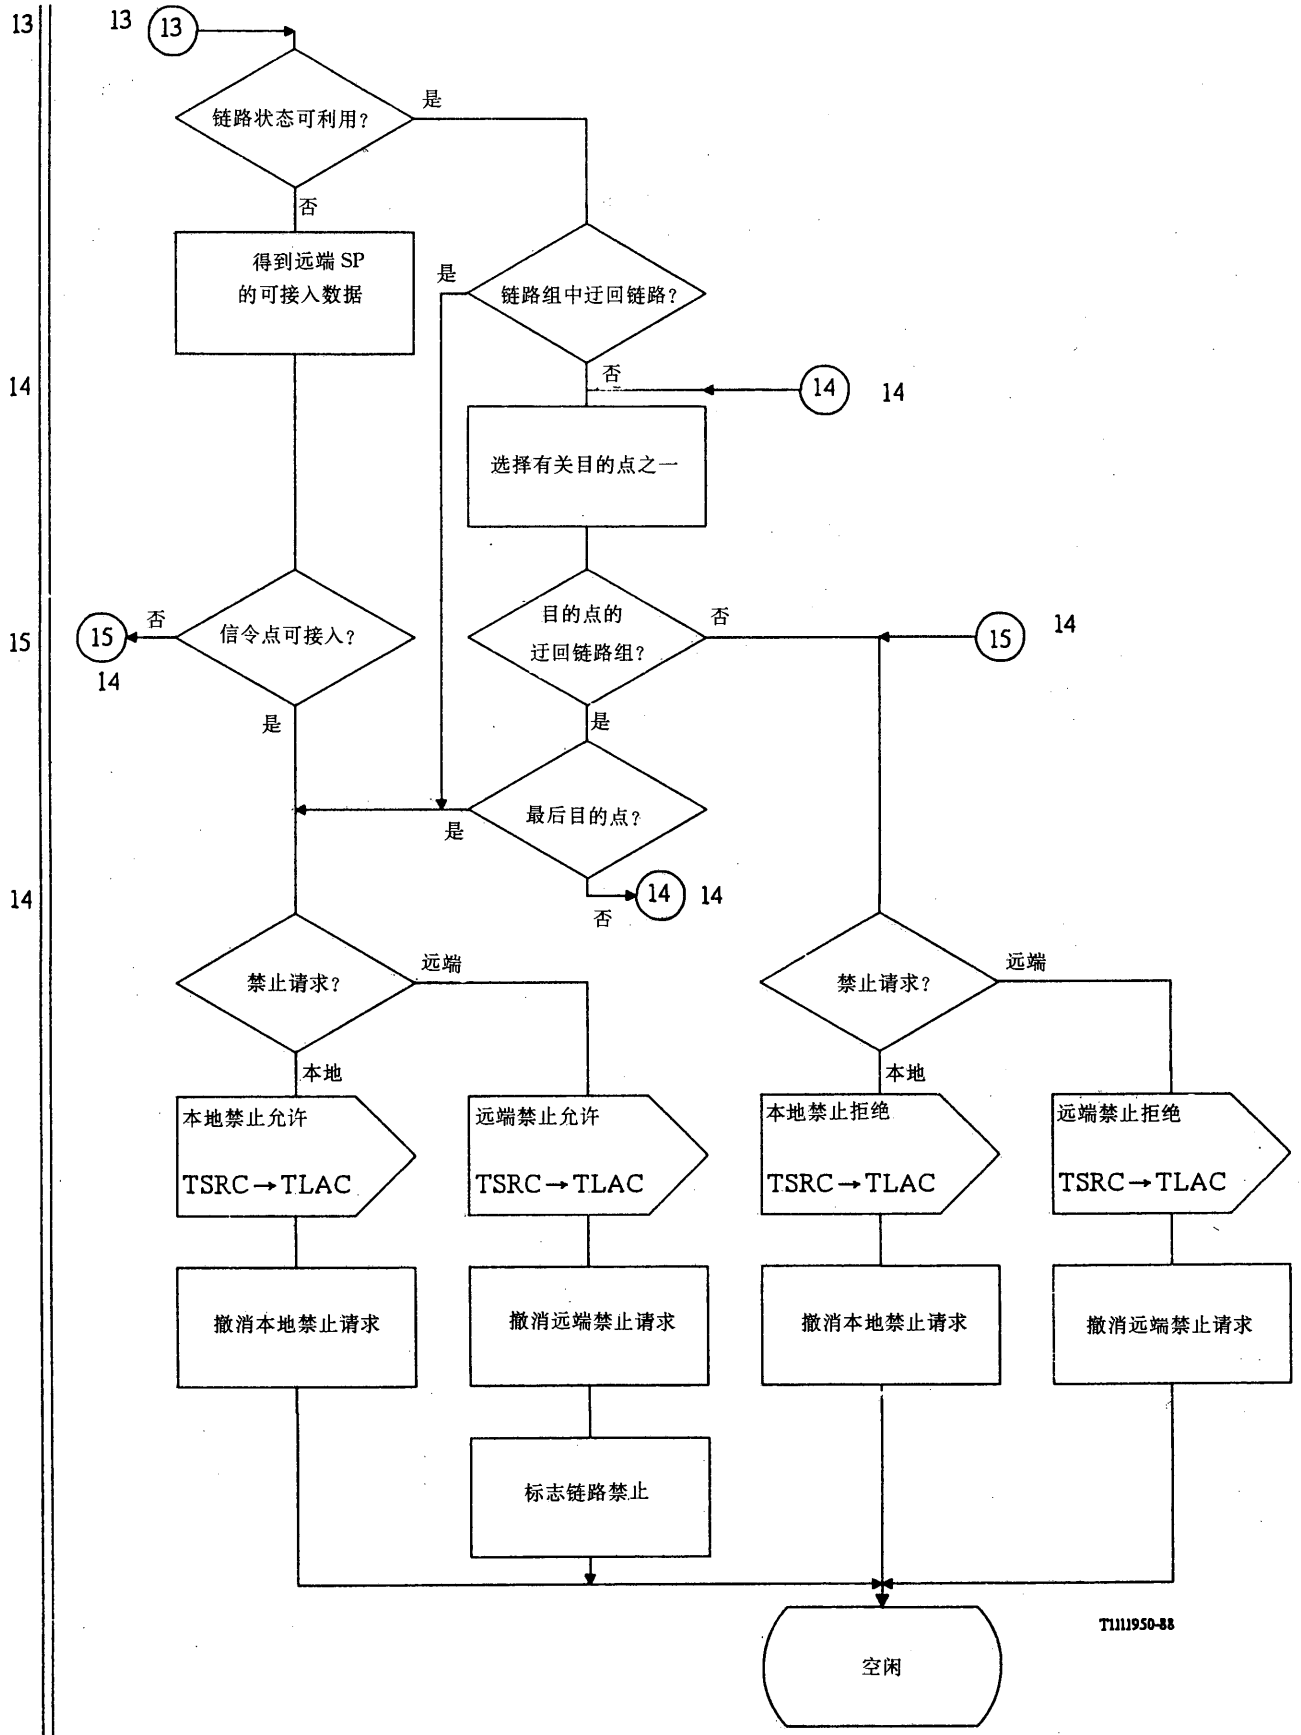 13
13
13
链路状态可利用?
是
否
得到远端 SP
的可接入数据
是
链路组中迂回链路?
否
14
14
14
选择有关目的点之一
15
15
否
14
信令点可接入?
是
目的点的
迂回链路组?
否
15
14
是
最后目的点?
是
否
14
14
14
禁止请求?
远端
本地
禁止请求?
远端
本地
本地禁止允许
TSRC→TLAC
远端禁止允许
TSRC→TLAC
本地禁止拒绝
TSRC→TLAC
远端禁止拒绝
TSRC→TLAC
撤消本地禁止请求
撤消远端禁止请求
撤消本地禁止请求
撤消远端禁止请求
标志链路禁止
T1111950-88
空闲